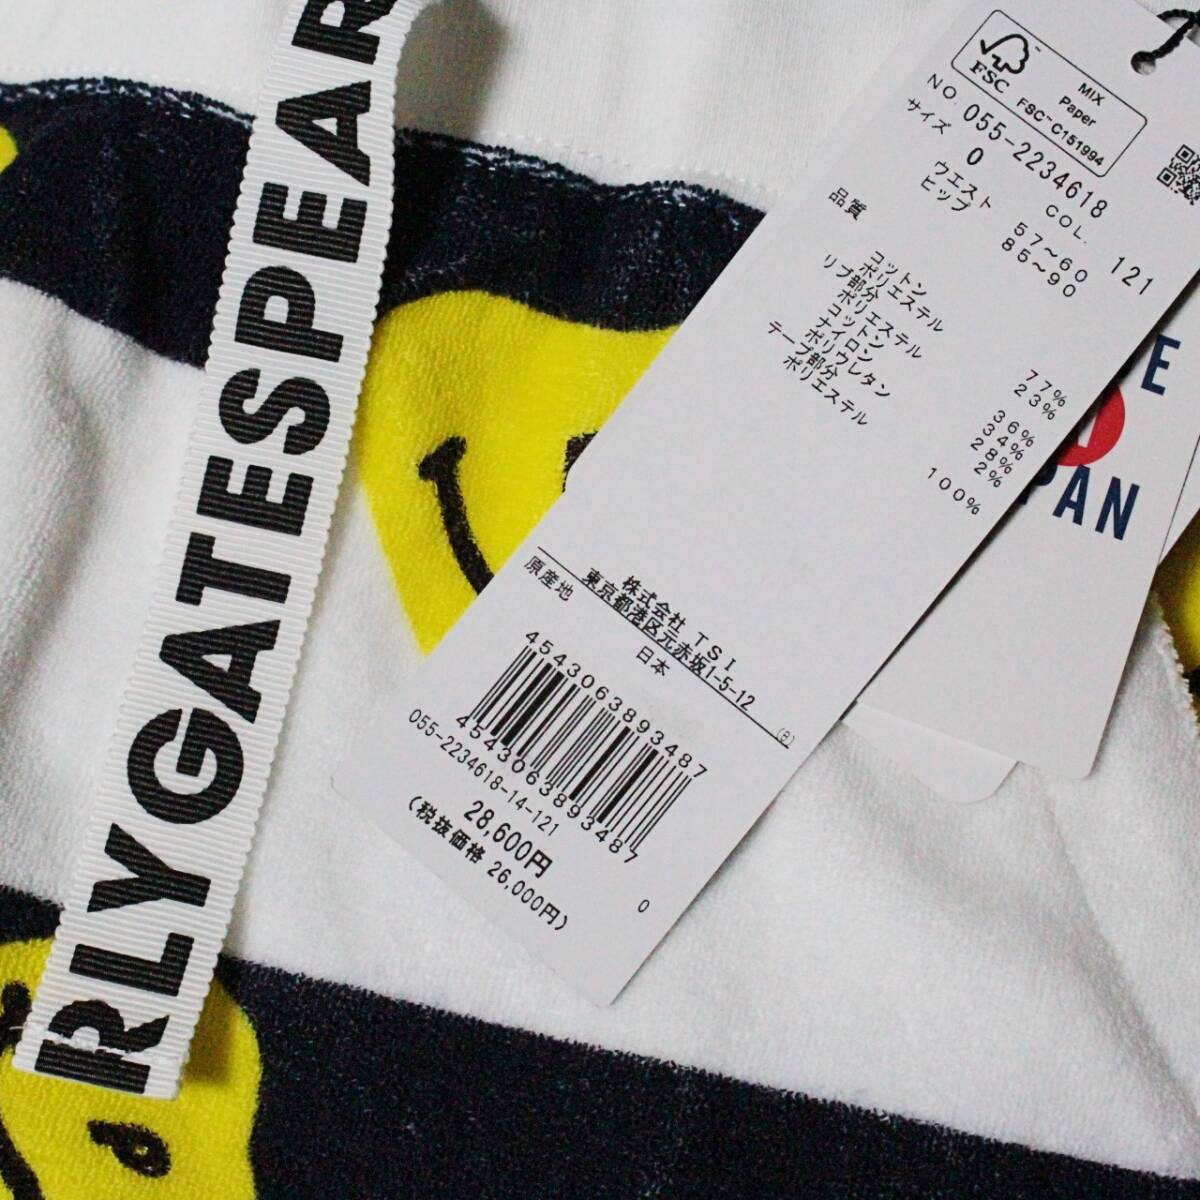 RLYGATESPEAR
FSC
MIX
Paper
FSC™ C151994
NO. 055-2234618
サイズ 0 COL. 121
ウエスト 57〜60
ヒップ 85〜90
品質
コットン 77%
ポリエステル 23%
リブ部分
ポリエステル 36%
コットン 34%
ナイロン 28%
ポリウレタン 2%
テープ部分
ポリエステル 100%
株式会社 TSI
東京都港区元赤坂1-5-12
(B)
原産地 日本
4543063893487
4543063893487
055-2234618-14-121
28,600円
(税抜価格 26,000円)
0
E
PAN